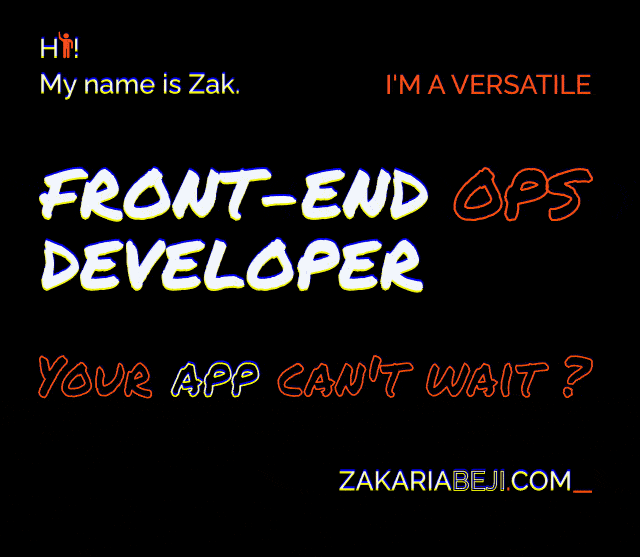 Hi!
My name is Zak.
I'M A VERSATILE
FRONT-END OPS
DEVELOPER
YOUR APP CAN'T WAIT ?
ZAKARIABEJI.COM_